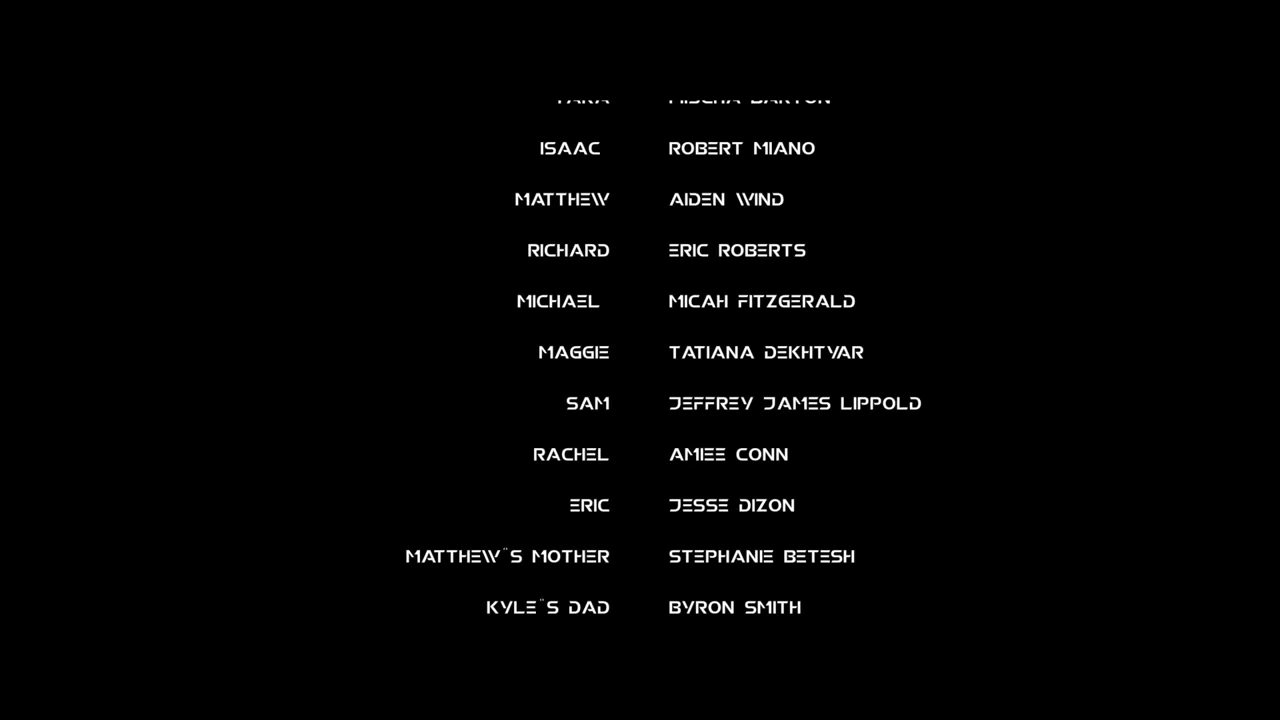 ISAAC ROBERT MIANO
MATTHEW AIDEN WIND
RICHARD ERIC ROBERTS
MICHAEL MICAH FITZGERALD
MAGGIE TATIANA DEKHTYAR
SAM JEFFREY JAMES LIPPOLD
RACHEL AMIEE CONN
ERIC JESSE DIZON
MATTHEW¨S MOTHER STEPHANIE BETESH
KYLE¨S DAD BYRON SMITH